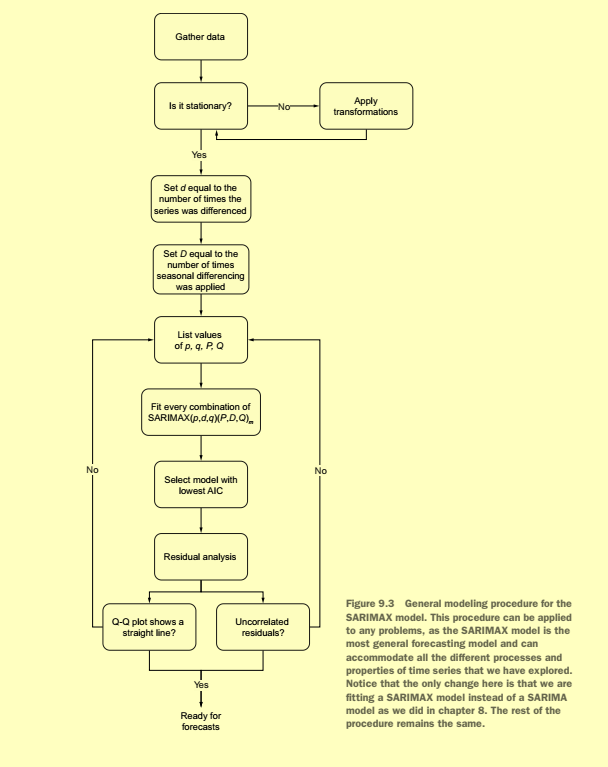 Gather data
Is it stationary?
No
Apply
transformations
Yes
Set d equal to the
number of times the
series was differenced
Set D equal to the
number of times
seasonal differencing
was applied
List values
of p, q, P, Q
Fit every combination of
SARIMAX(p,d,q)(P,D,Q)m
Select model with
lowest AIC
No
No
Residual analysis
Q-Q plot shows a
straight line?
Uncorrelated
residuals?
Yes
Ready for
forecasts
Figure 9.3 General modeling procedure for the
SARIMAX model. This procedure can be applied
to any problems, as the SARIMAX model is the
most general forecasting model and can
accommodate all the different processes and
properties of time series that we have explored.
Notice that the only change here is that we are
fitting a SARIMAX model instead of a SARIMA
model as we did in chapter 8. The rest of the
procedure remains the same.